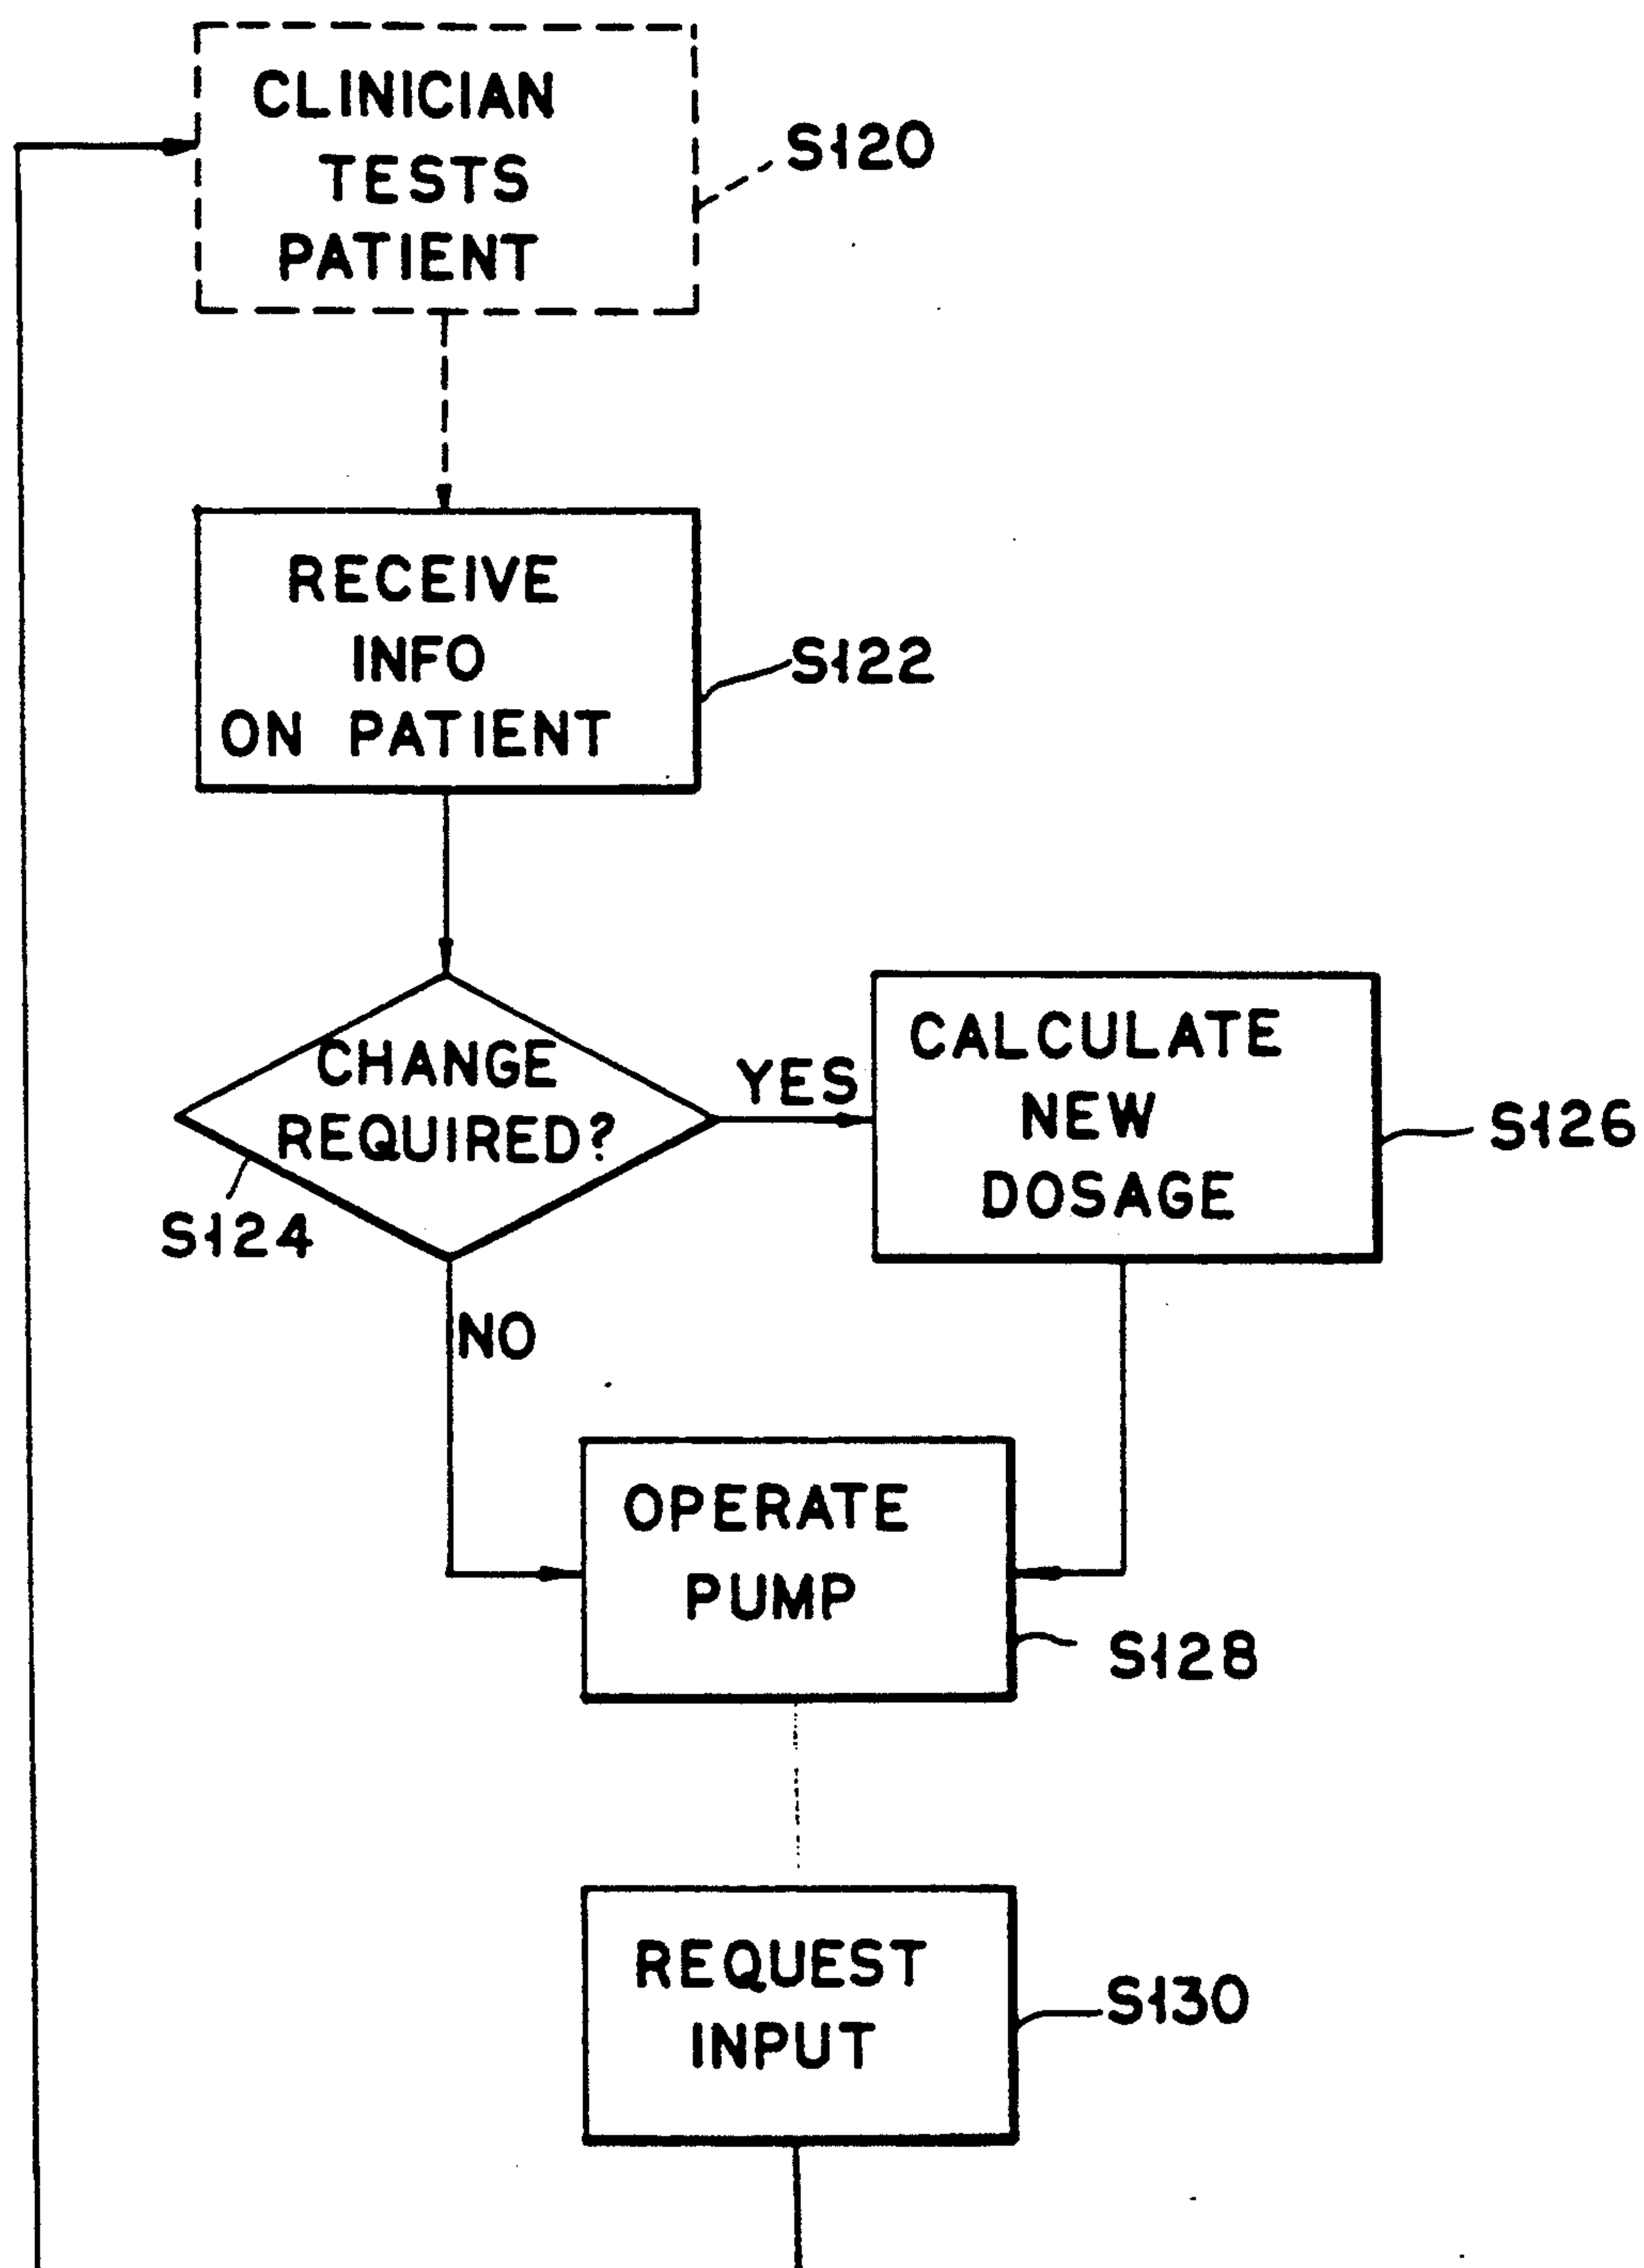 CLINICIAN
TESTS
PATIENT
S120
RECEIVE
INFO
ON PATIENT
S122
CHANGE
REQUIRED?
S124
YES
CALCULATE
NEW
DOSAGE
S126
NO
OPERATE
PUMP
S128
REQUEST
INPUT
S130